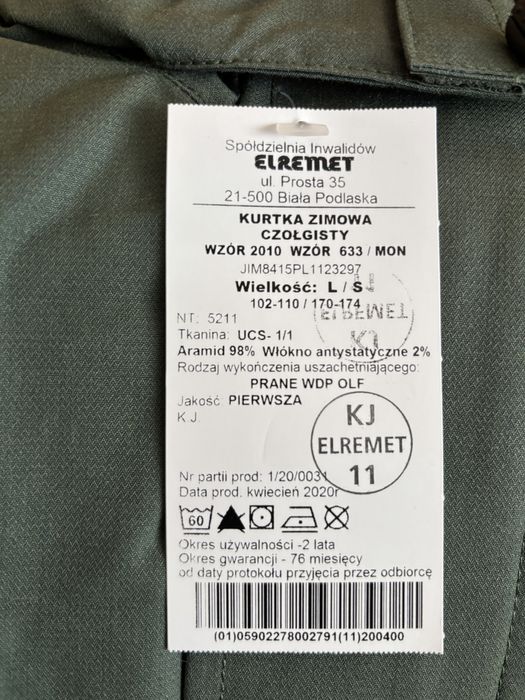 Spółdzielnia Inwalidów
ELREMET
ul. Prosta 35
21-500 Biała Podlaska
KURTKA ZIMOWA
CZOŁGISTY
WZÓR 2010 WZÓR 633 / MON
JIM8415PL1123297
Wielkość: L / S
102-110 / 170-174
NT: 5211
ELREMET
KJ
Tkanina: UCS- 1/1
Aramid 98% Włókno antystatyczne 2%
Rodzaj wykończenia uszachetniającego:
PRANE WDP OLF
Jakość: PIERWSZA
K.J.
KJ
ELREMET
11
Nr partii prod: 1/20/0031
Data prod. kwiecień 2020r
60
Okres używalności -2 lata
Okres gwarancji - 76 miesięcy
od daty protokołu przyjęcia przez odbiorcę
(01)05902278002791(11)200400